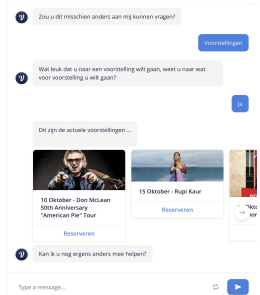 Zou u dit misschien anders aan mij kunnen vragen?
Voorstellingen
Wat leuk dat u naar een voorstelling wilt gaan, weet u naar wat
voor voorstelling u wilt gaan?
Ja
Dit zijn de actuele voorstellingen ...
10 Oktober - Don McLean
50th Anniversary
"American Pie" Tour
Reserveren
15 Oktober - Rupi Kaur
Reserveren
Kan ik u nog ergens anders mee helpen?
Type a message...